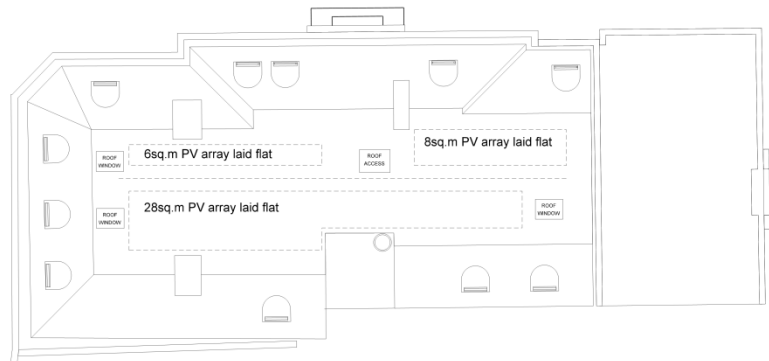 8sq.m PV array laid flat
6sq.m PV array laid flat
ROOF
WINDOW
ROOF
ACCESS
28sq.m PV array laid flat
ROOF
WINDOW
ROOF
WINDOW